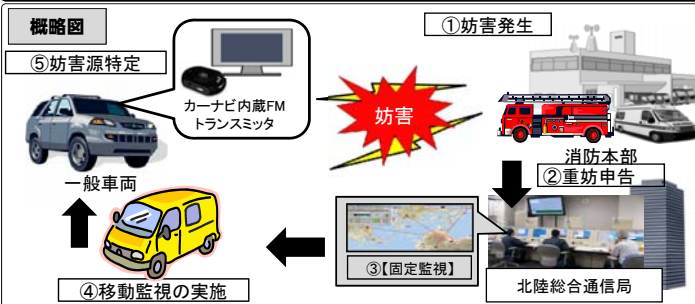 概略図
①妨害発生
⑤妨害源特定
カーナビ内蔵FM
トランスミッタ
妨害
一般車両
消防本部
②重妨申告
③【固定監視】
④移動監視の実施
北陸総合通信局